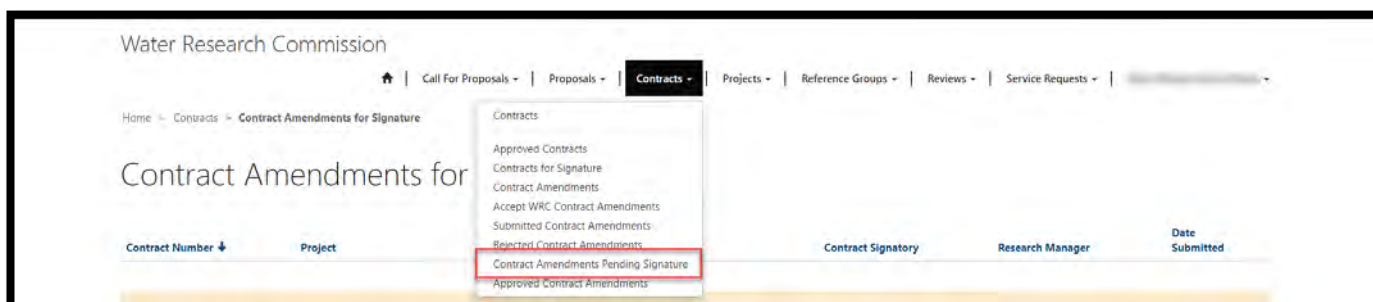 Water Research Commission
Call For Proposals | Proposals | Contracts | Projects | Reference Groups | Reviews | Service Requests |
Home Contracts Contract Amendments for Signature
Contract Amendments for
Contracts
Approved Contracts
Contracts for Signature
Contract Amendments
Accept WRC Contract Amendments
Submitted Contract Amendments
Rejected Contract Amendments
Contract Amendments Pending Signature
Approved Contract Amendments
Contract Number Project Contract Signatory Research Manager Date Submitted